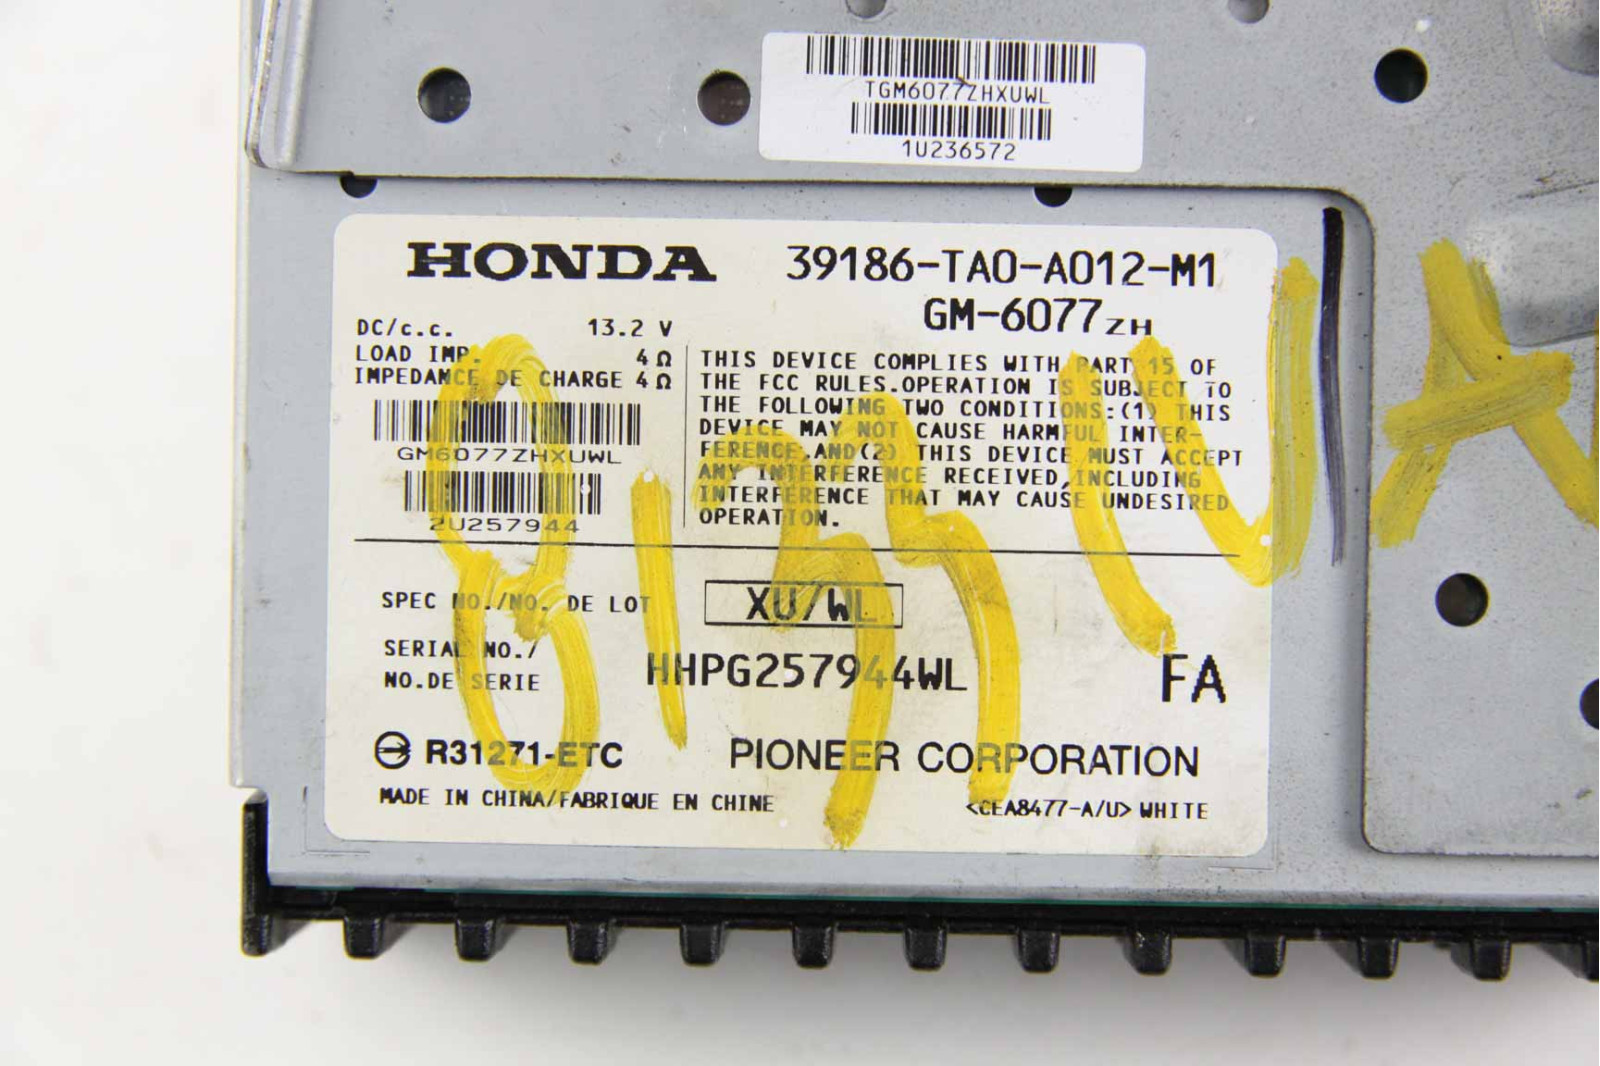 TGM6077ZHXUWL
1U236572
HONDA 39186-TA0-A012-M1
GM-6077ZH
DC/c.c. 13.2 V
LOAD IMP. 4Ω
IMPEDANCE DE CHARGE 4Ω
GM6077ZHXUWL
2U257944
THIS DEVICE COMPLIES WITH PART 15 OF
THE FCC RULES.OPERATION IS SUBJECT TO
THE FOLLOWING TWO CONDITIONS:(1) THIS
DEVICE MAY NOT CAUSE HARMFUL INTER-
FERENCE,AND(2) THIS DEVICE MUST ACCEPT
ANY INTERFERENCE RECEIVED,INCLUDING
INTERFERENCE THAT MAY CAUSE UNDESIRED
OPERATION.
SPEC NO./NO. DE LOT XU/WL
SERIAL NO./
NO.DE SERIE HHPG257944WL FA
R31271-ETC PIONEER CORPORATION
MADE IN CHINA/FABRIQUE EN CHINE <CEA8477-A/U> WHITE